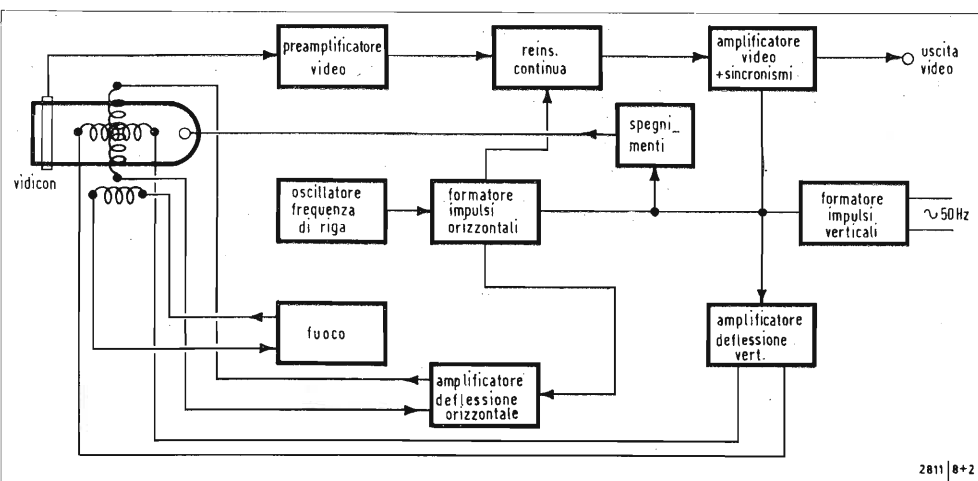 preamplificatore
video
reins.
continua
amplificatore
video
+sincronismi
uscita
video
vidicon
spegni_
menti
oscillatore
frequenza
di riga
formatore
impulsi
orizzontali
formatore
impulsi
verticali
~50Hz
fuoco
amplificatore
deflessione
orizzontale
amplificatore
deflessione
vert.
2811 | 8+2